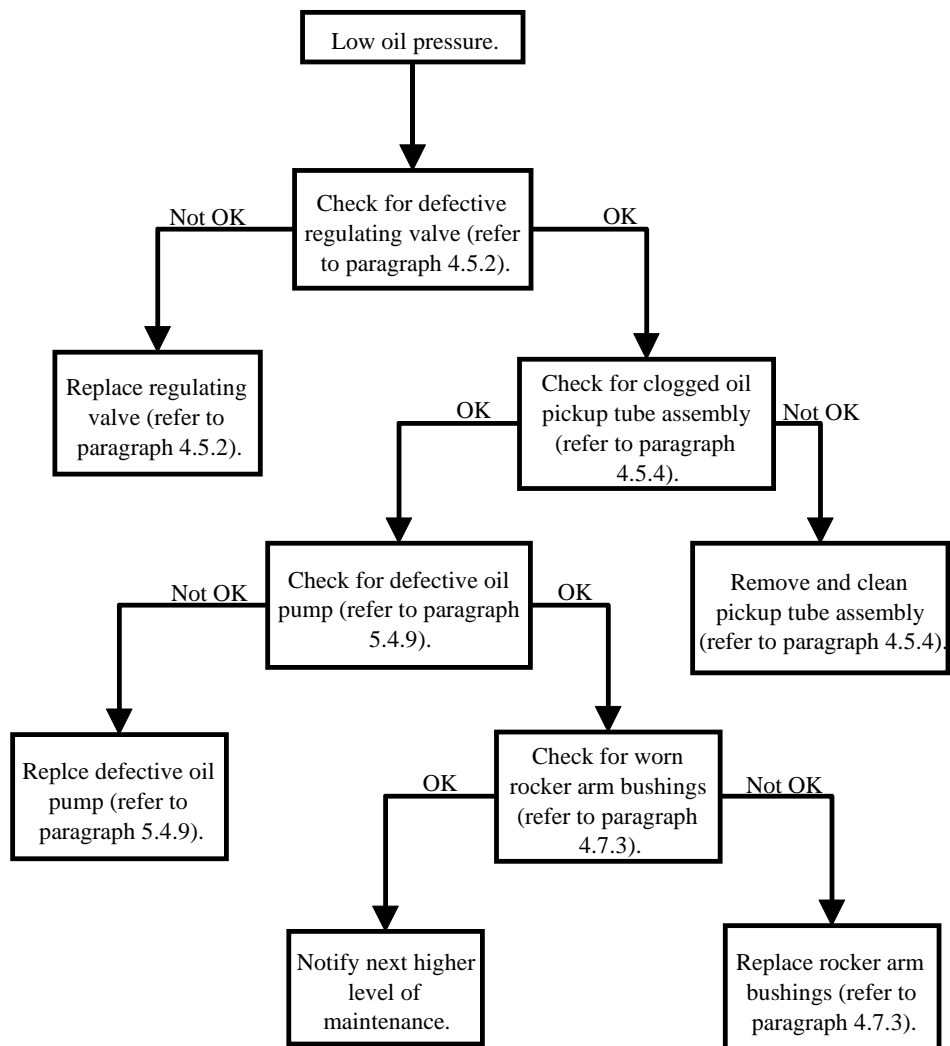 Low oil pressure.
Check for defective
regulating valve (refer
to paragraph 4.5.2).
Not OK
OK
Replace regulating
valve (refer to
paragraph 4.5.2).
Check for clogged oil
pickup tube assembly
(refer to paragraph
4.5.4).
OK
Not OK
Check for defective oil
pump (refer to paragraph
5.4.9).
Not OK
OK
Remove and clean
pickup tube assembly
(refer to paragraph 4.5.4).
Replce defective oil
pump (refer to
paragraph 5.4.9).
Check for worn
rocker arm bushings
(refer to paragraph
4.7.3).
OK
Not OK
Notify next higher
level of
maintenance.
Replace rocker arm
bushings (refer to
paragraph 4.7.3).